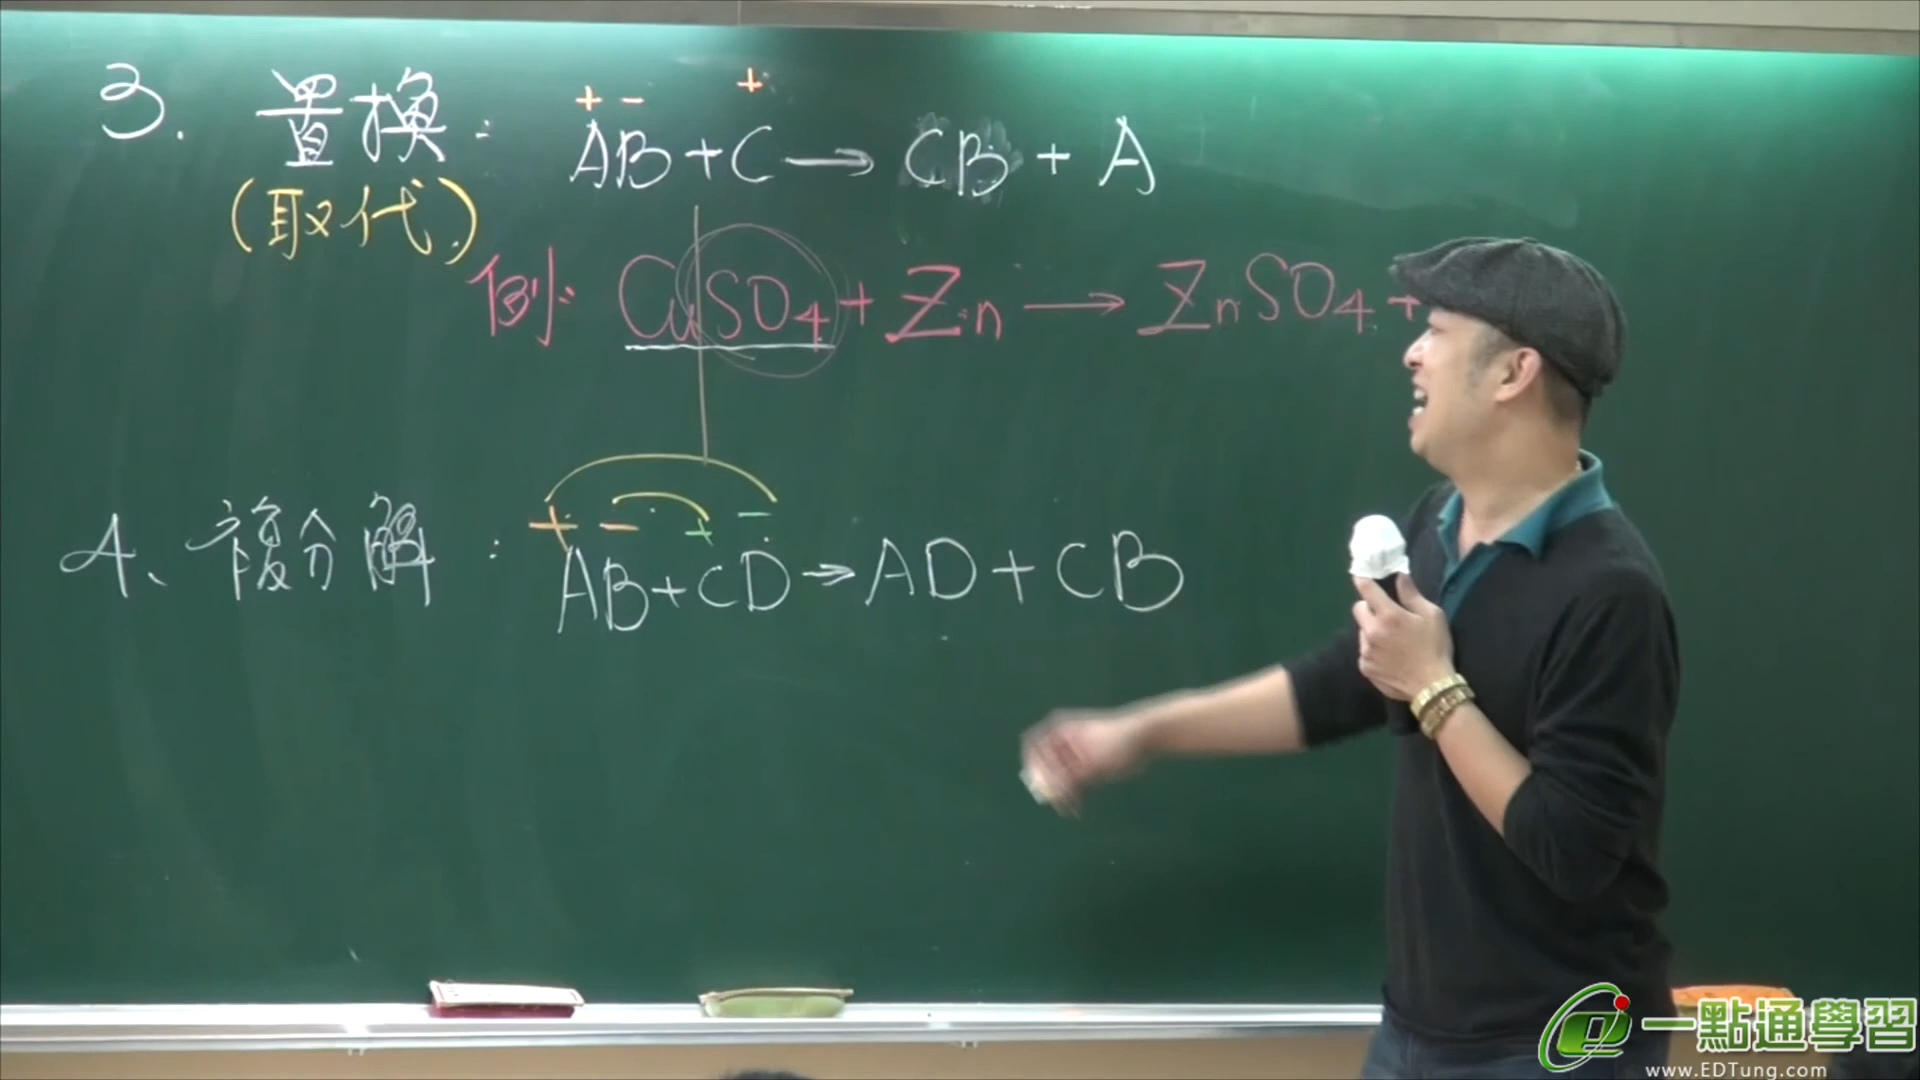 3. 置換: AB + C → CB + A
(取代)
例: CuSO₄ + Zn → ZnSO₄ +
4、複分解: AB + CD → AD + CB
一點通學習
www.EDTung.com